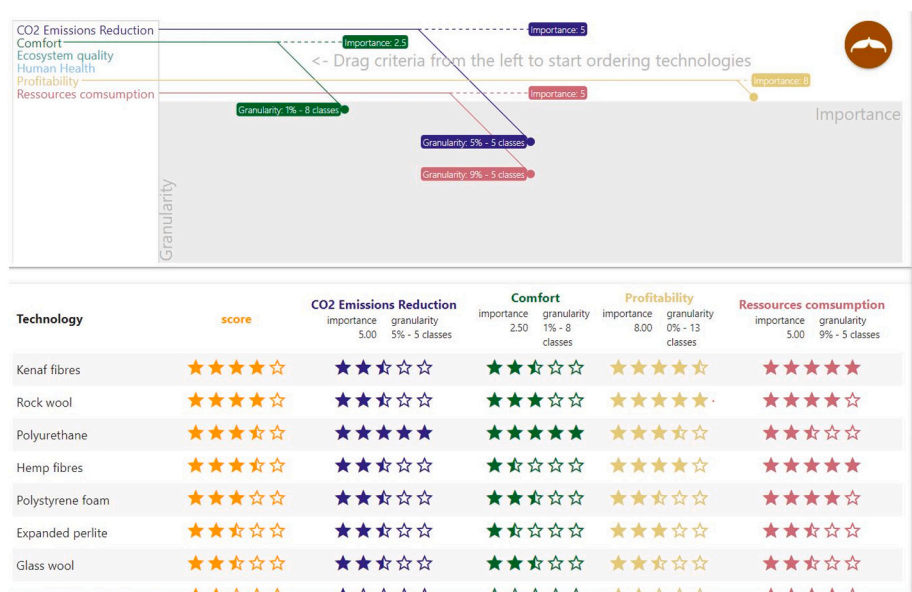 CO2 Emissions Reduction
Importance: 5
Comfort
Importance: 2.5
Ecosystem quality
<- Drag criteria from the left to start ordering technologies
Human Health
Profitability
Importance: 8
Ressources comsumption
Importance: 5
Granularity: 1% - 8 classes
Importance
Granularity: 5% - 5 classes
Granularity: 9% - 5 classes
Granularity
Technology
score
CO2 Emissions Reduction
importance granularity
5.00 5% - 5 classes
Comfort
importance granularity
2.50 1% - 8
classes
Profitability
importance granularity
8.00 0% - 13
classes
Ressources comsumption
importance granularity
5.00 9% - 5 classes
Kenaf fibres
Rock wool
Polyurethane
Hemp fibres
Polystyrene foam
Expanded perlite
Glass wool